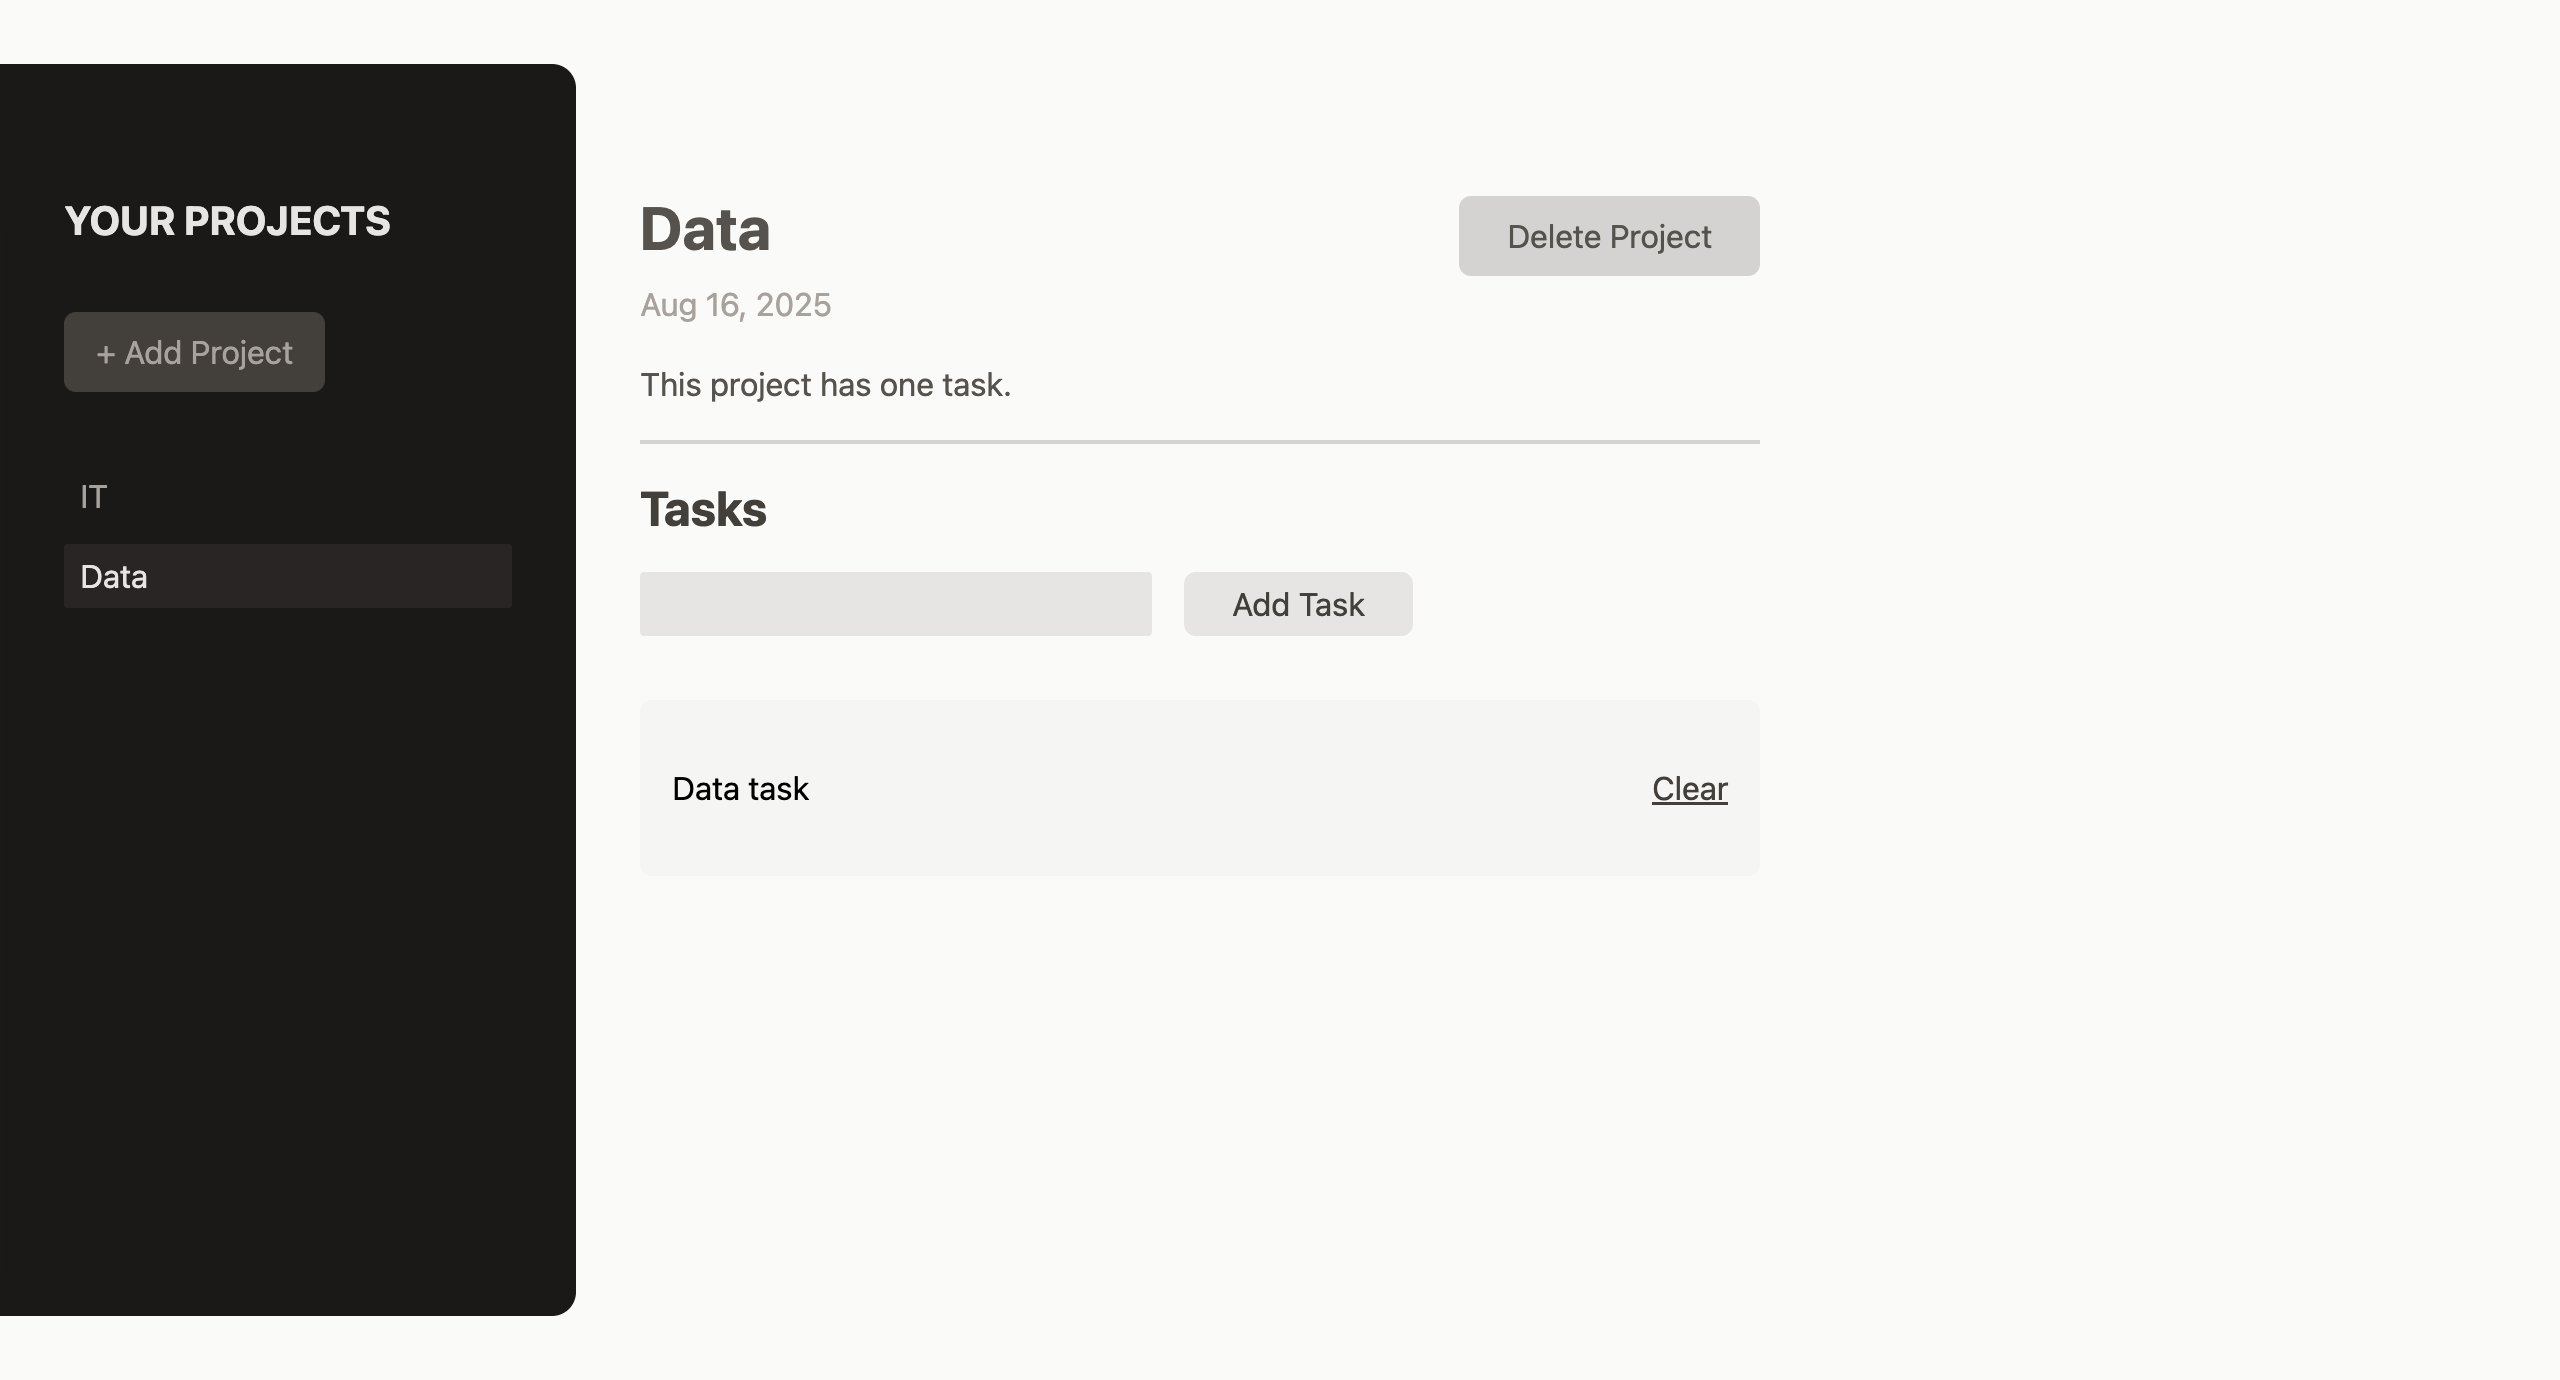 YOUR PROJECTS
+ Add Project
IT
Data
Data
Delete Project
Aug 16, 2025
This project has one task.
Tasks
Add Task
Data task
Clear